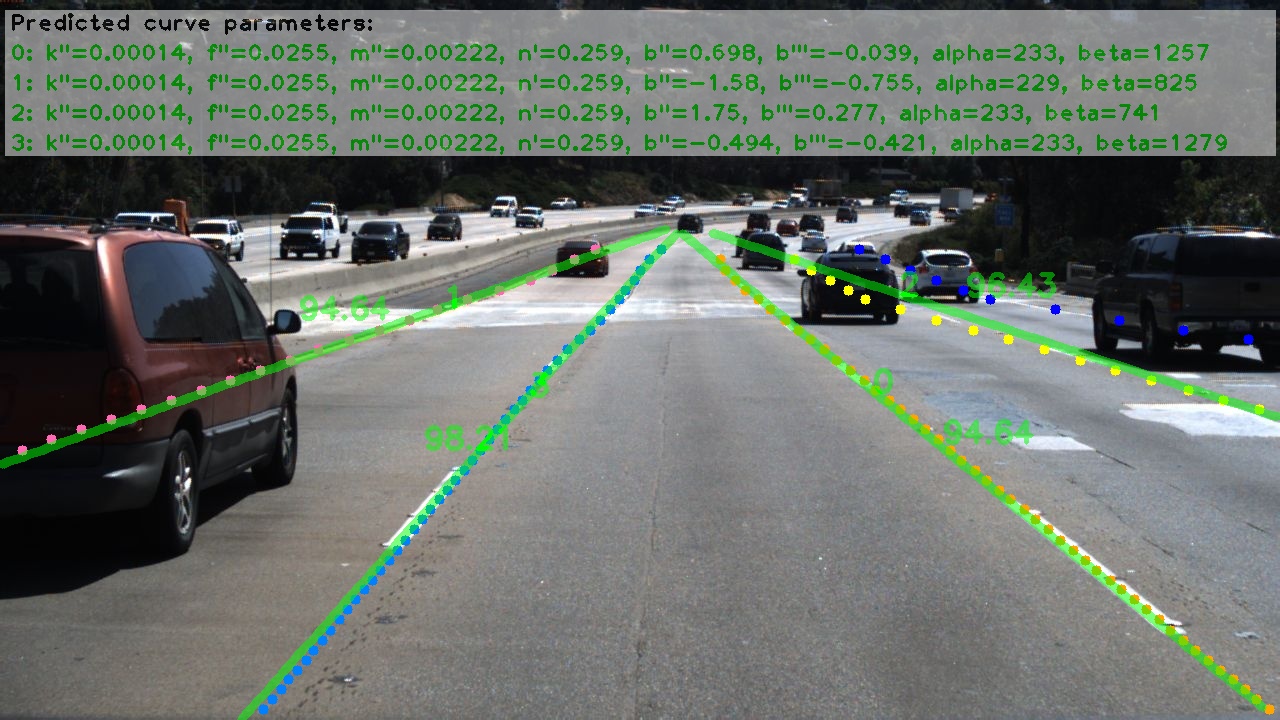 Predicted curve parameters:
0: k''=0.00014, f''=0.0255, m''=0.00222, n'=0.259, b''=0.698, b'''=-0.039, alpha=233, beta=1257
1: k''=0.00014, f''=0.0255, m''=0.00222, n'=0.259, b''=-1.58, b'''=-0.755, alpha=229, beta=825
2: k''=0.00014, f''=0.0255, m''=0.00222, n'=0.259, b''=1.75, b'''=0.277, alpha=233, beta=741
3: k''=0.00014, f''=0.0255, m''=0.00222, n'=0.259, b''=-0.494, b'''=-0.421, alpha=233, beta=1279
96.43
94.64 1
0
98.21
94.64